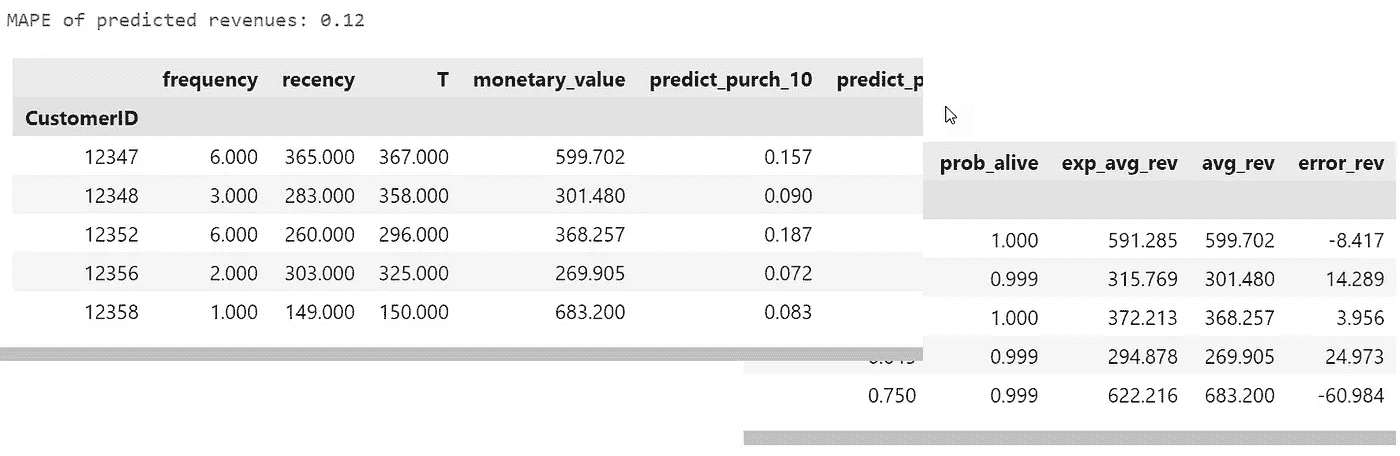 MAPE of predicted revenues: 0.12
frequency recency T monetary_value predict_purch_10 predict_p
CustomerID
12347 6.000 365.000 367.000 599.702 0.157
12348 3.000 283.000 358.000 301.480 0.090
12352 6.000 260.000 296.000 368.257 0.187
12356 2.000 303.000 325.000 269.905 0.072
12358 1.000 149.000 150.000 683.200 0.083
prob_alive exp_avg_rev avg_rev error_rev
1.000 591.285 599.702 -8.417
0.999 315.769 301.480 14.289
1.000 372.213 368.257 3.956
0.999 294.878 269.905 24.973
0.750 0.999 622.216 683.200 -60.984